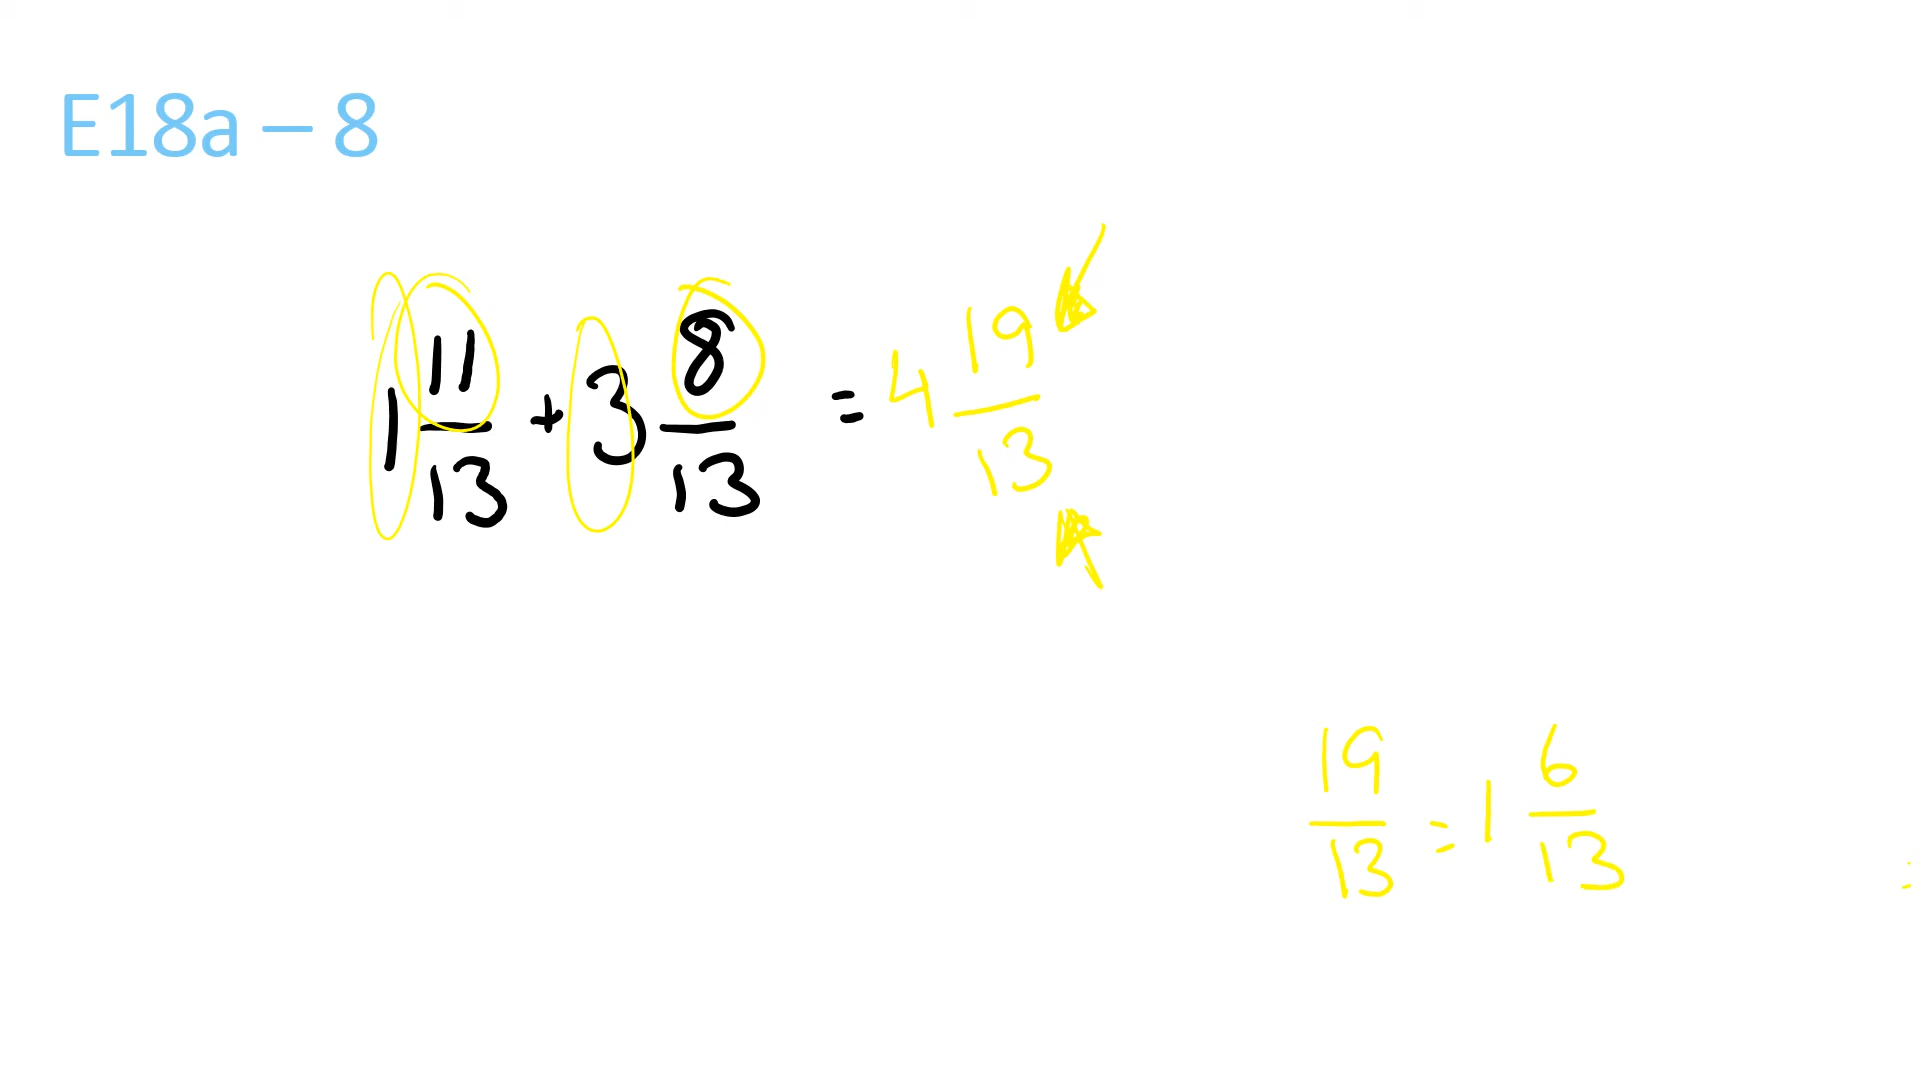 E18a – 8
1 11/13 + 3 8/13 = 4 19/13
19/13 = 1 6/13